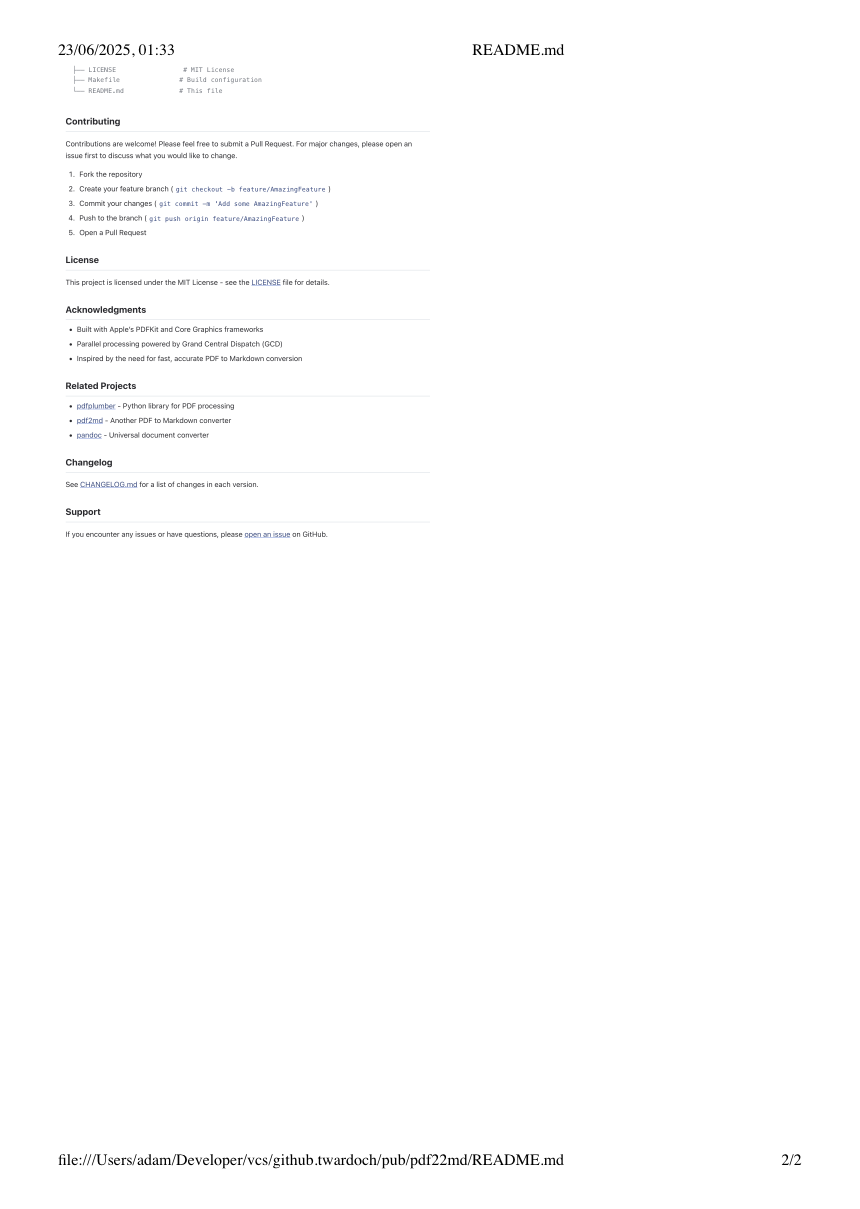 23/06/2025, 01:33 README.md
├── LICENSE # MIT License
├── Makefile # Build configuration
└── README.md # This file
Contributing
Contributions are welcome! Please feel free to submit a Pull Request. For major changes, please open an
issue first to discuss what you would like to change.
1. Fork the repository
2. Create your feature branch ( git checkout -b feature/AmazingFeature )
3. Commit your changes ( git commit -m 'Add some AmazingFeature' )
4. Push to the branch ( git push origin feature/AmazingFeature )
5. Open a Pull Request
License
This project is licensed under the MIT License - see the LICENSE file for details.
Acknowledgments
• Built with Apple's PDFKit and Core Graphics frameworks
• Parallel processing powered by Grand Central Dispatch (GCD)
• Inspired by the need for fast, accurate PDF to Markdown conversion
Related Projects
• pdfplumber - Python library for PDF processing
• pdf2md - Another PDF to Markdown converter
• pandoc - Universal document converter
Changelog
See CHANGELOG.md for a list of changes in each version.
Support
If you encounter any issues or have questions, please open an issue on GitHub.
file:///Users/adam/Developer/vcs/github.twardoch/pub/pdf22md/README.md 2/2